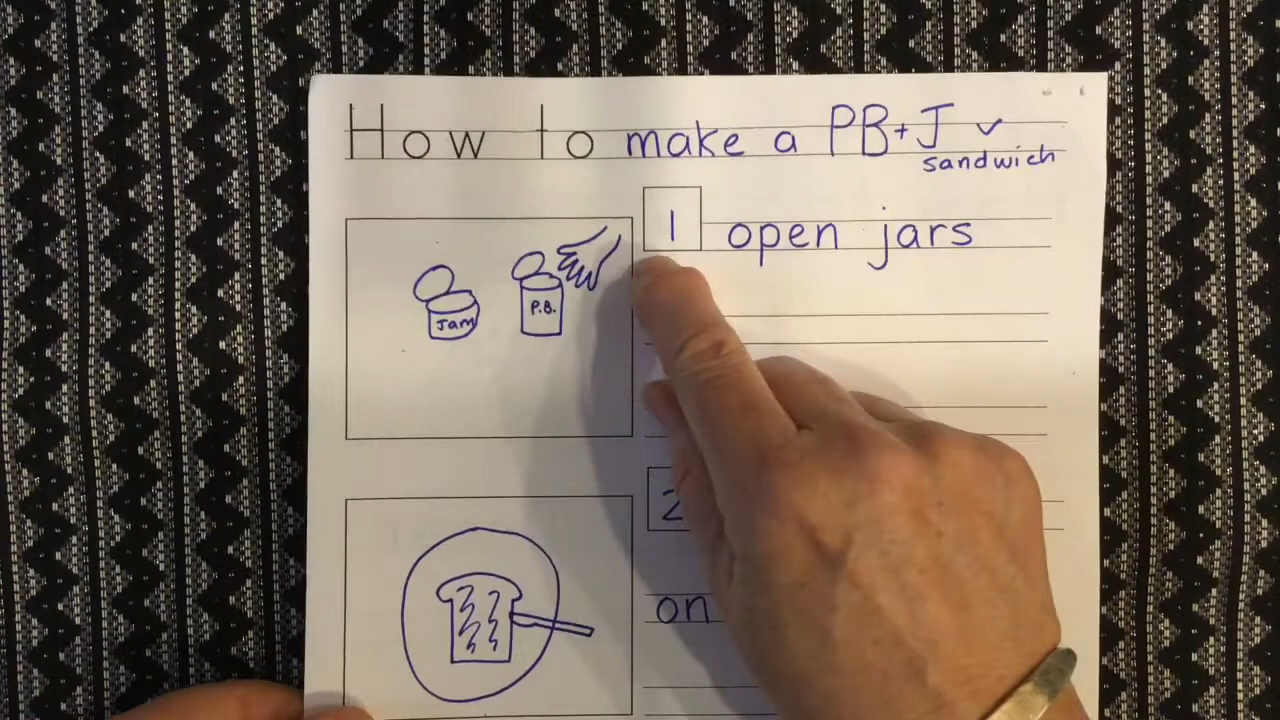 How to make a PB+J ✓
sandwich
1 open jars
Jam P.B.
2
on